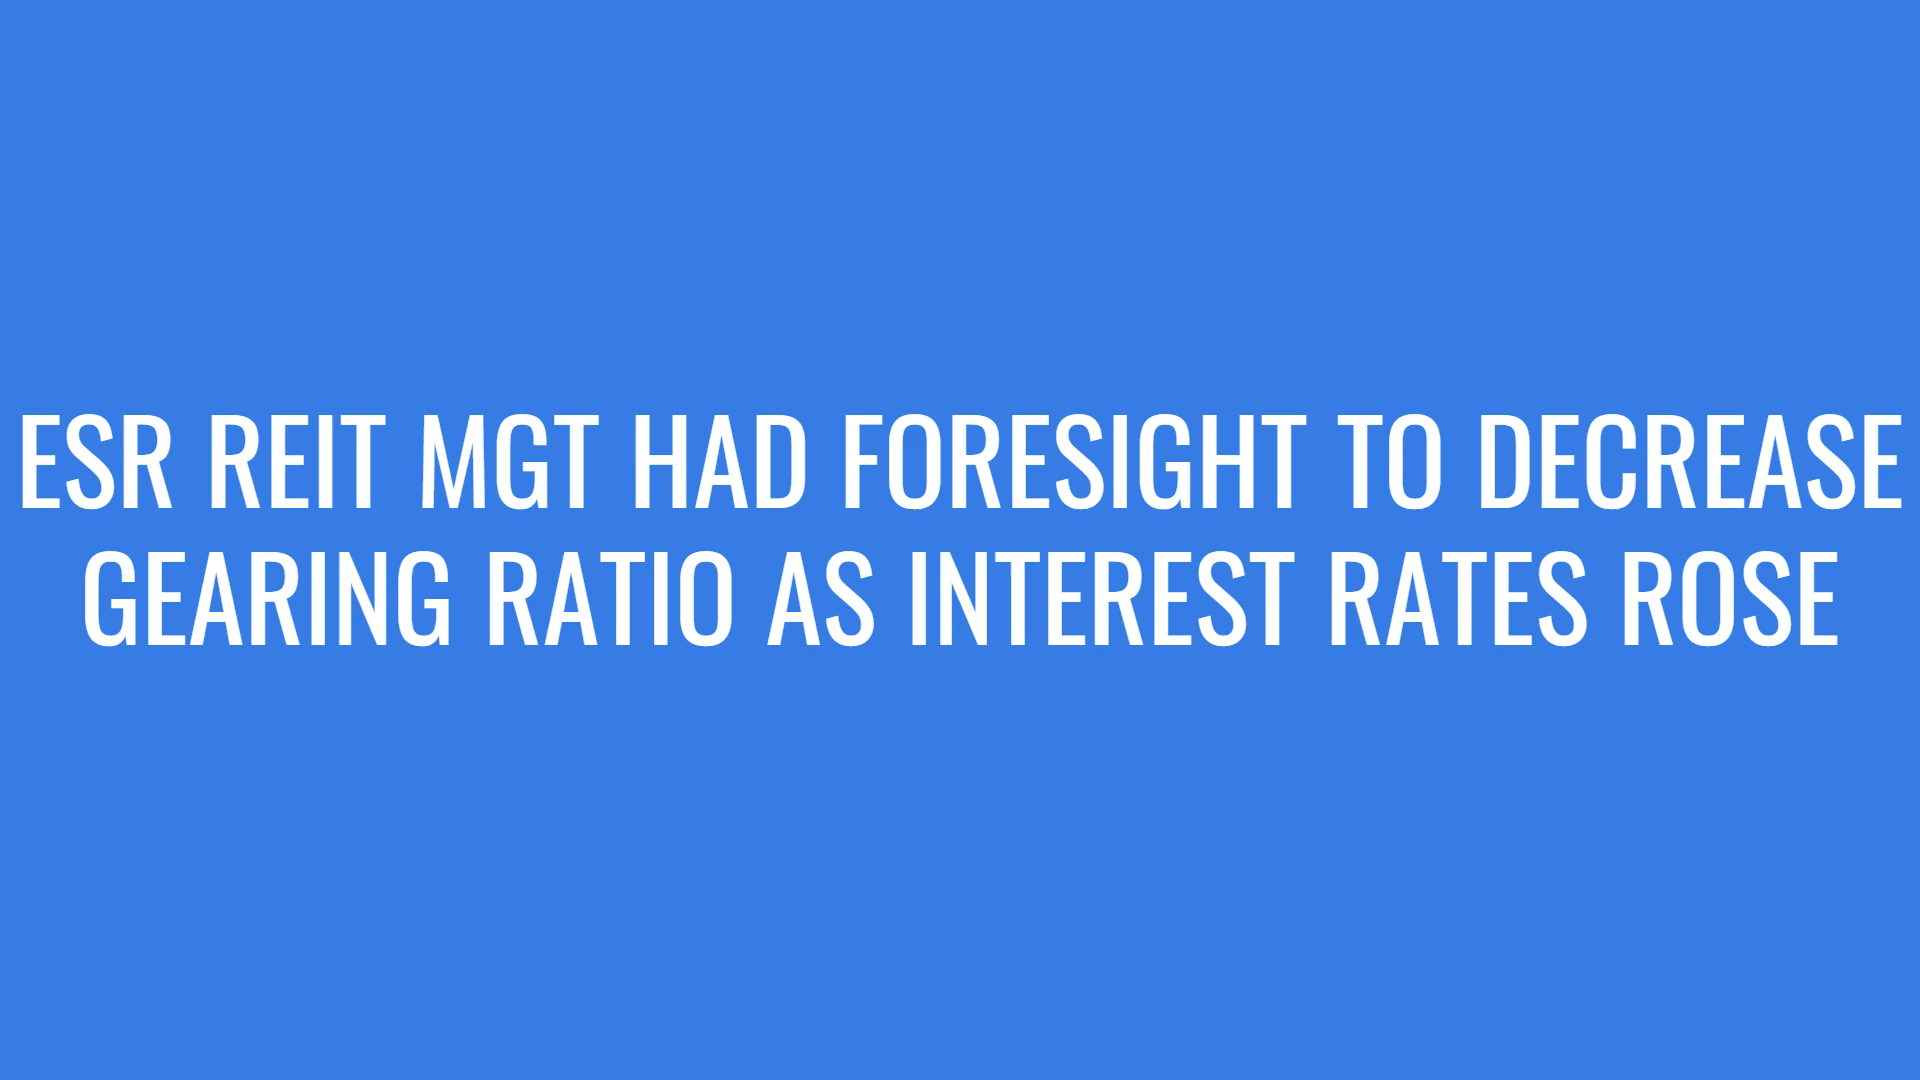 ESR REIT MGT HAD FORESIGHT TO DECREASE
GEARING RATIO AS INTEREST RATES ROSE